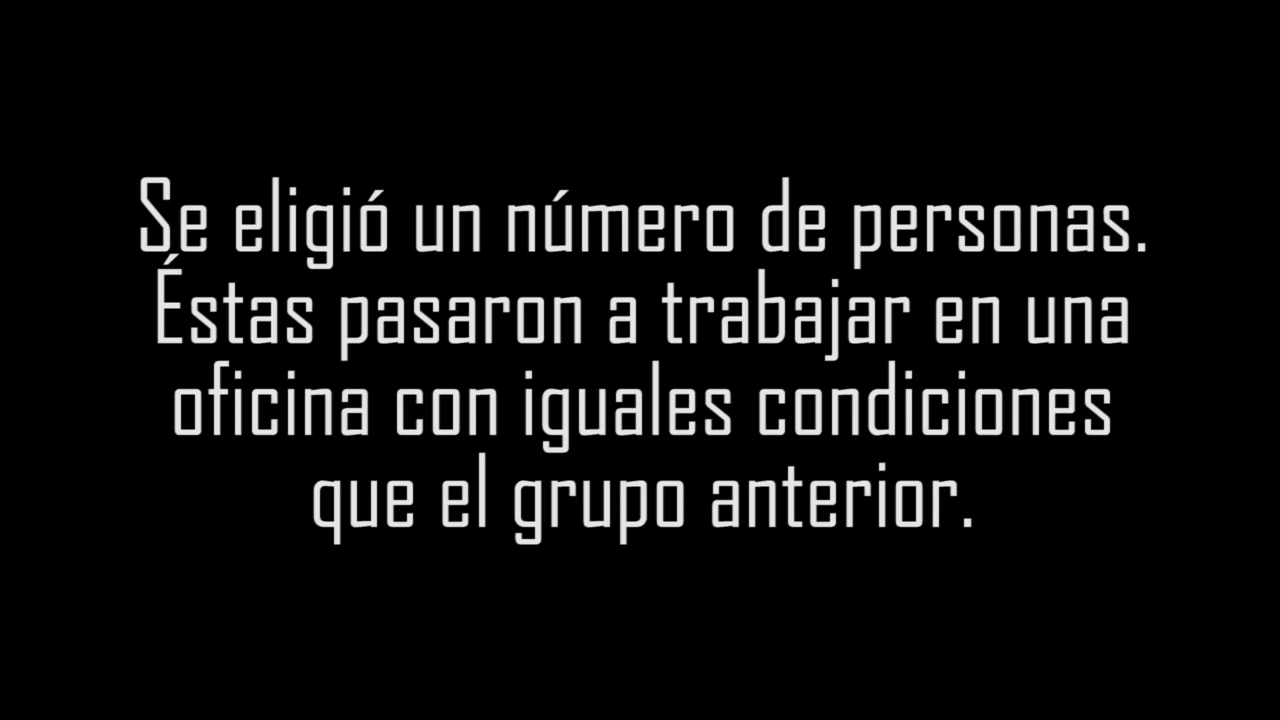 Se eligió un número de personas.
Éstas pasaron a trabajar en una
oficina con iguales condiciones
que el grupo anterior.